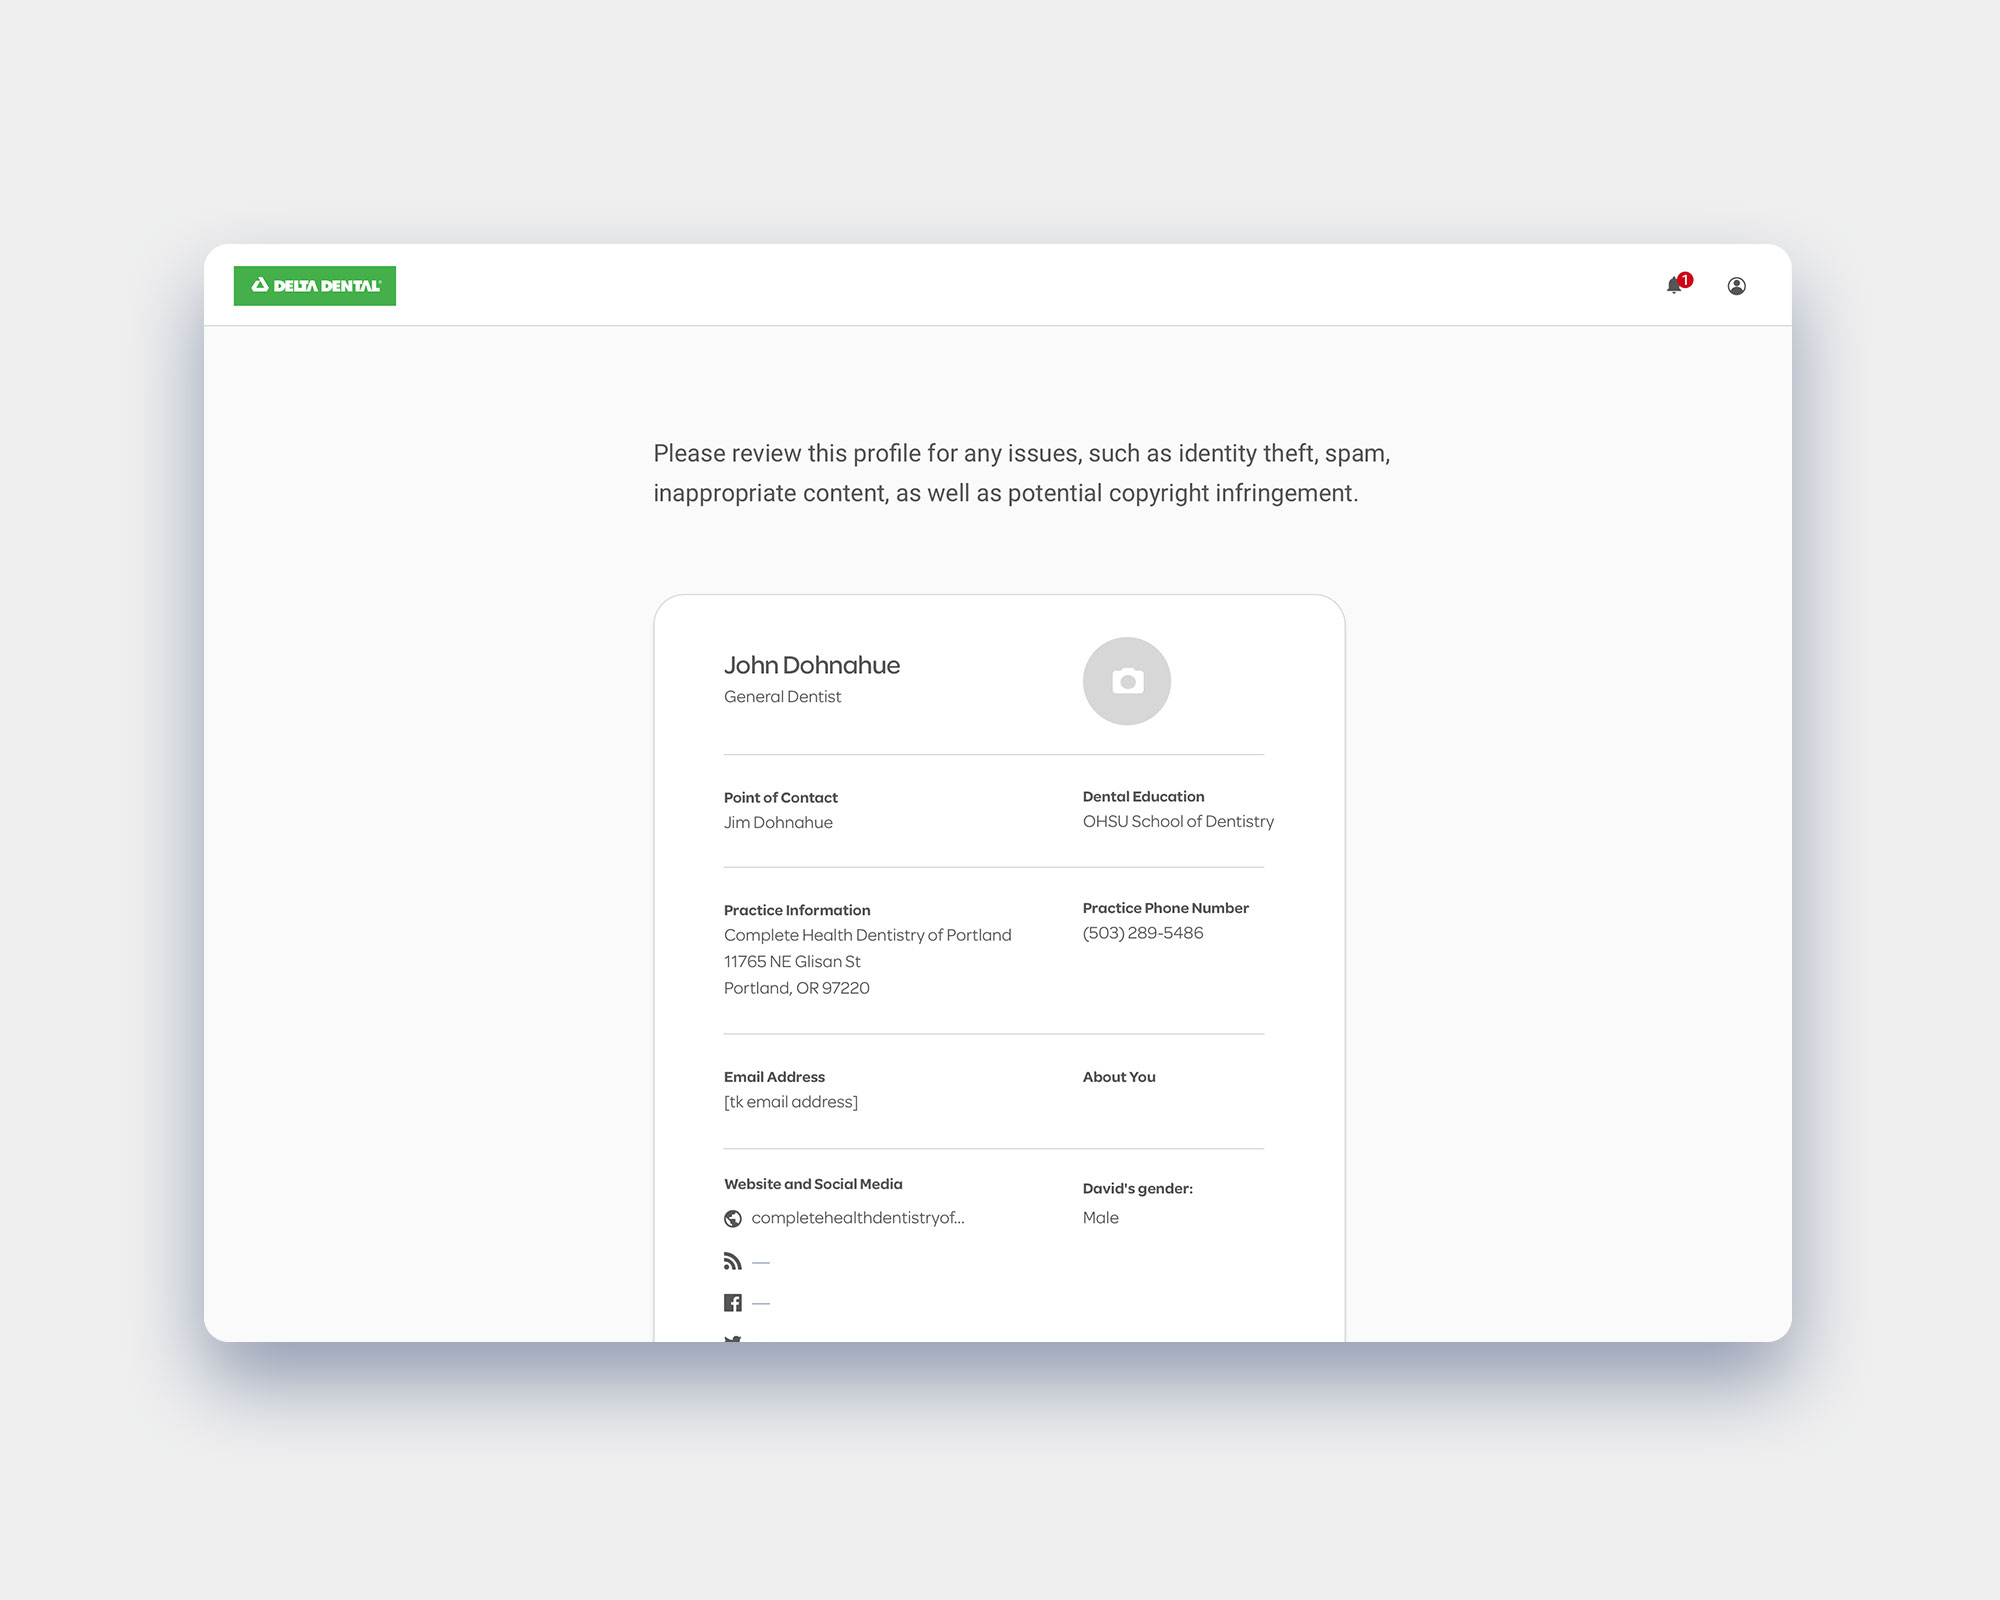 DELTA DENTAL®
1
Please review this profile for any issues, such as identity theft, spam,
inappropriate content, as well as potential copyright infringement.
John Dohnahue
General Dentist
Point of Contact
Jim Dohnahue
Dental Education
OHSU School of Dentistry
Practice Information
Complete Health Dentistry of Portland
11765 NE Glisan St
Portland, OR 97220
Practice Phone Number
(503) 289-5486
Email Address
[tk email address]
About You
Website and Social Media
completehealthdentistryof...
—
—
David's gender:
Male